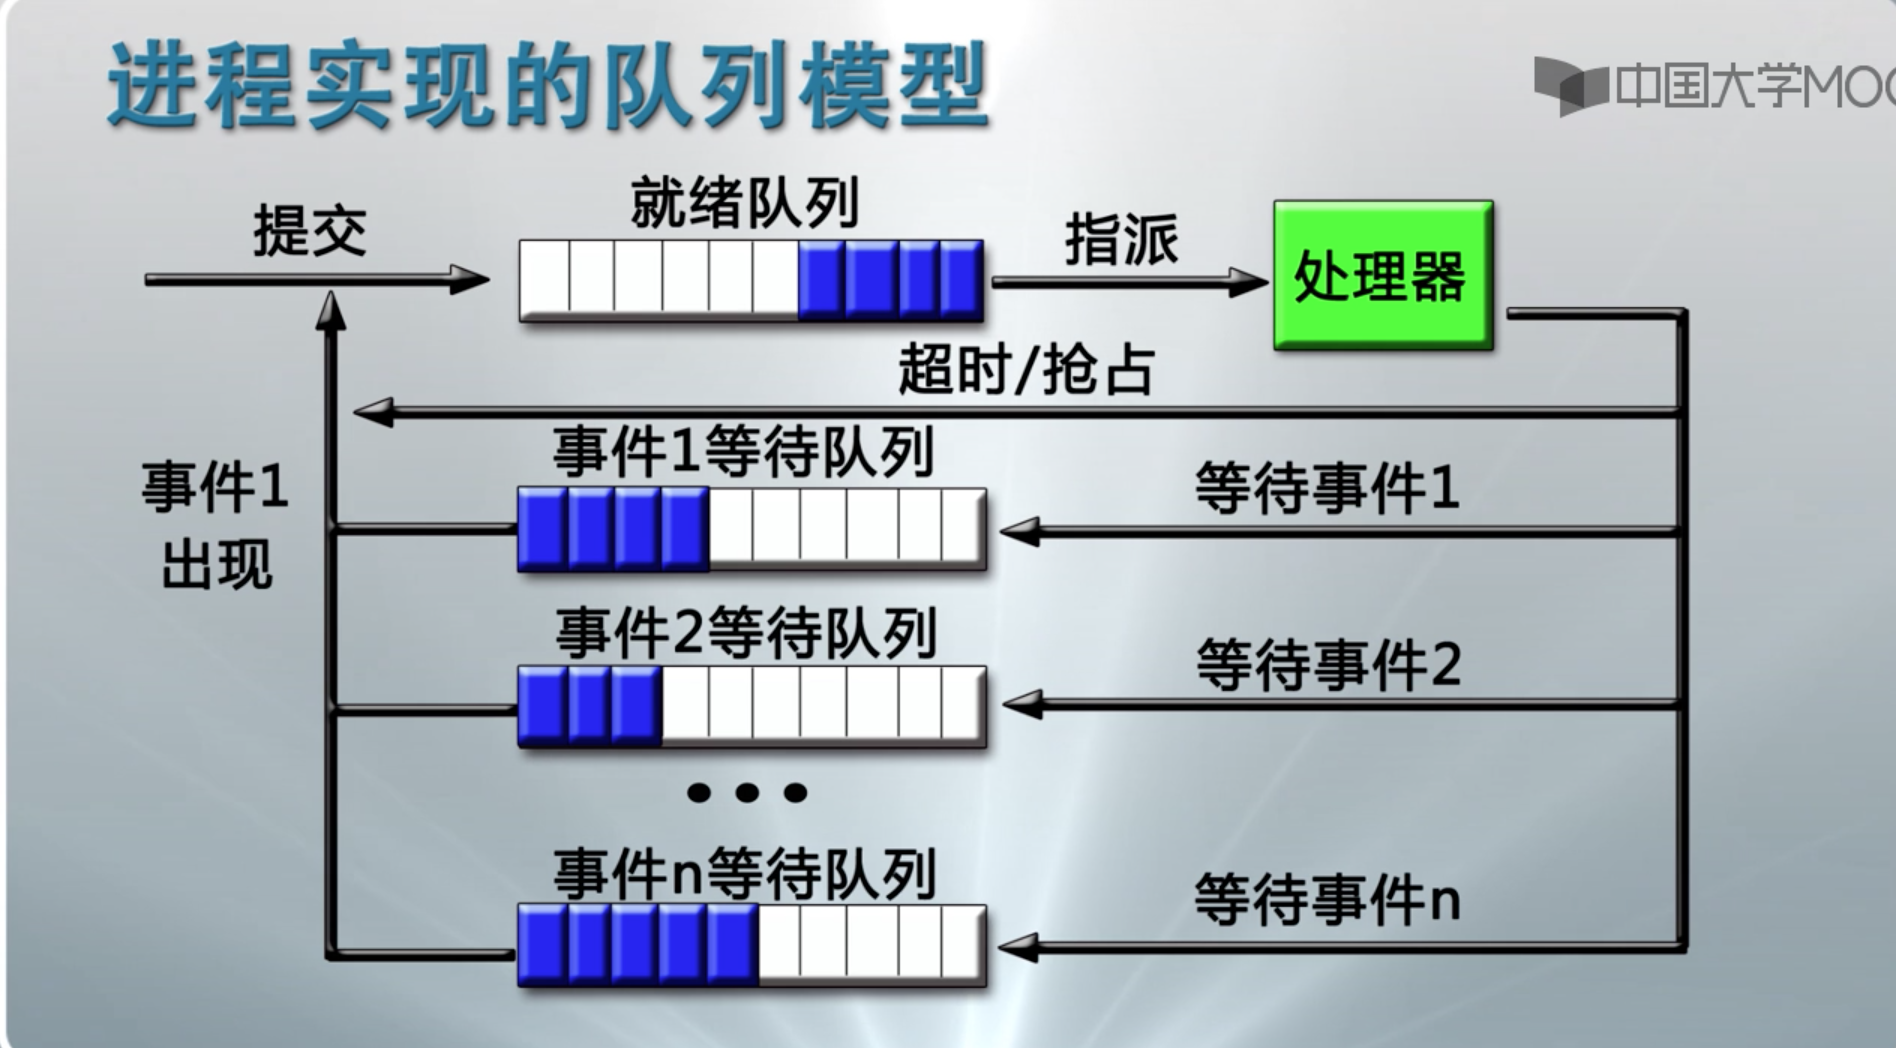 进程实现的队列模型
中国大学MOO
提交
就绪队列
指派
处理器
超时/抢占
事件1等待队列
等待事件1
事件1
出现
事件2等待队列
等待事件2
•••
事件n等待队列
等待事件n